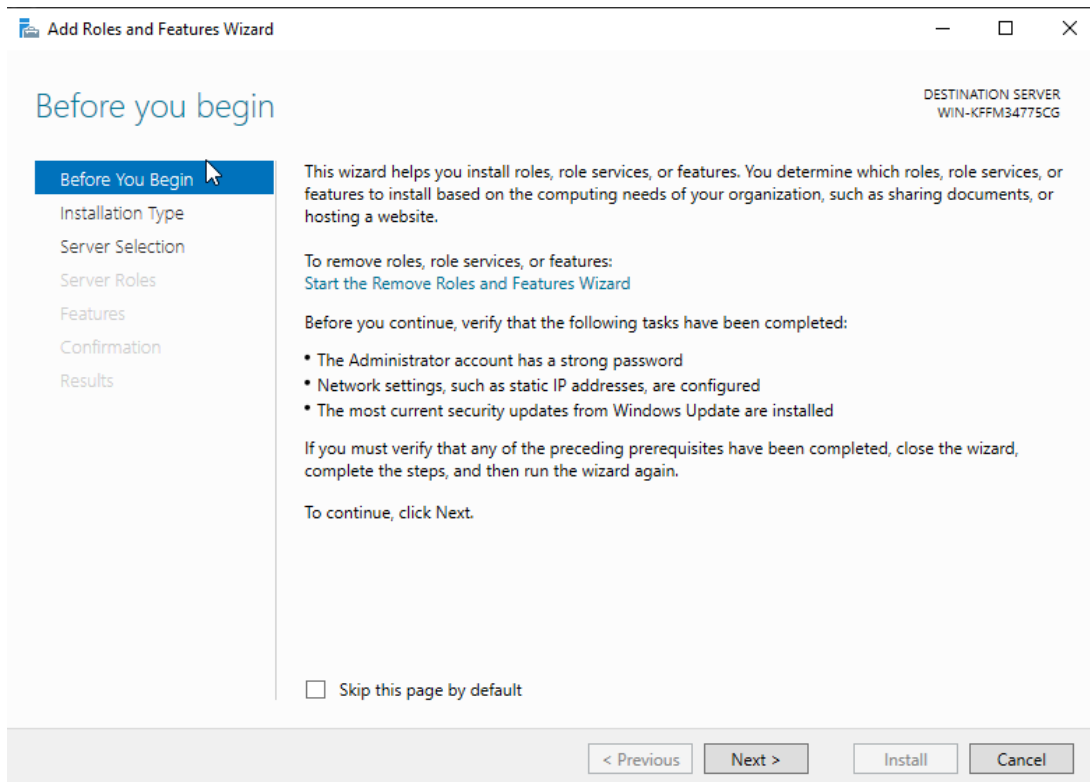 Add Roles and Features Wizard
Before you begin
DESTINATION SERVER
WIN-KFFM34775CG
Before You Begin
Installation Type
Server Selection
Server Roles
Features
Confirmation
Results
This wizard helps you install roles, role services, or features. You determine which roles, role services, or
features to install based on the computing needs of your organization, such as sharing documents, or
hosting a website.
To remove roles, role services, or features:
Start the Remove Roles and Features Wizard
Before you continue, verify that the following tasks have been completed:
• The Administrator account has a strong password
• Network settings, such as static IP addresses, are configured
• The most current security updates from Windows Update are installed
If you must verify that any of the preceding prerequisites have been completed, close the wizard,
complete the steps, and then run the wizard again.
To continue, click Next.
Skip this page by default
< Previous
Next >
Install
Cancel